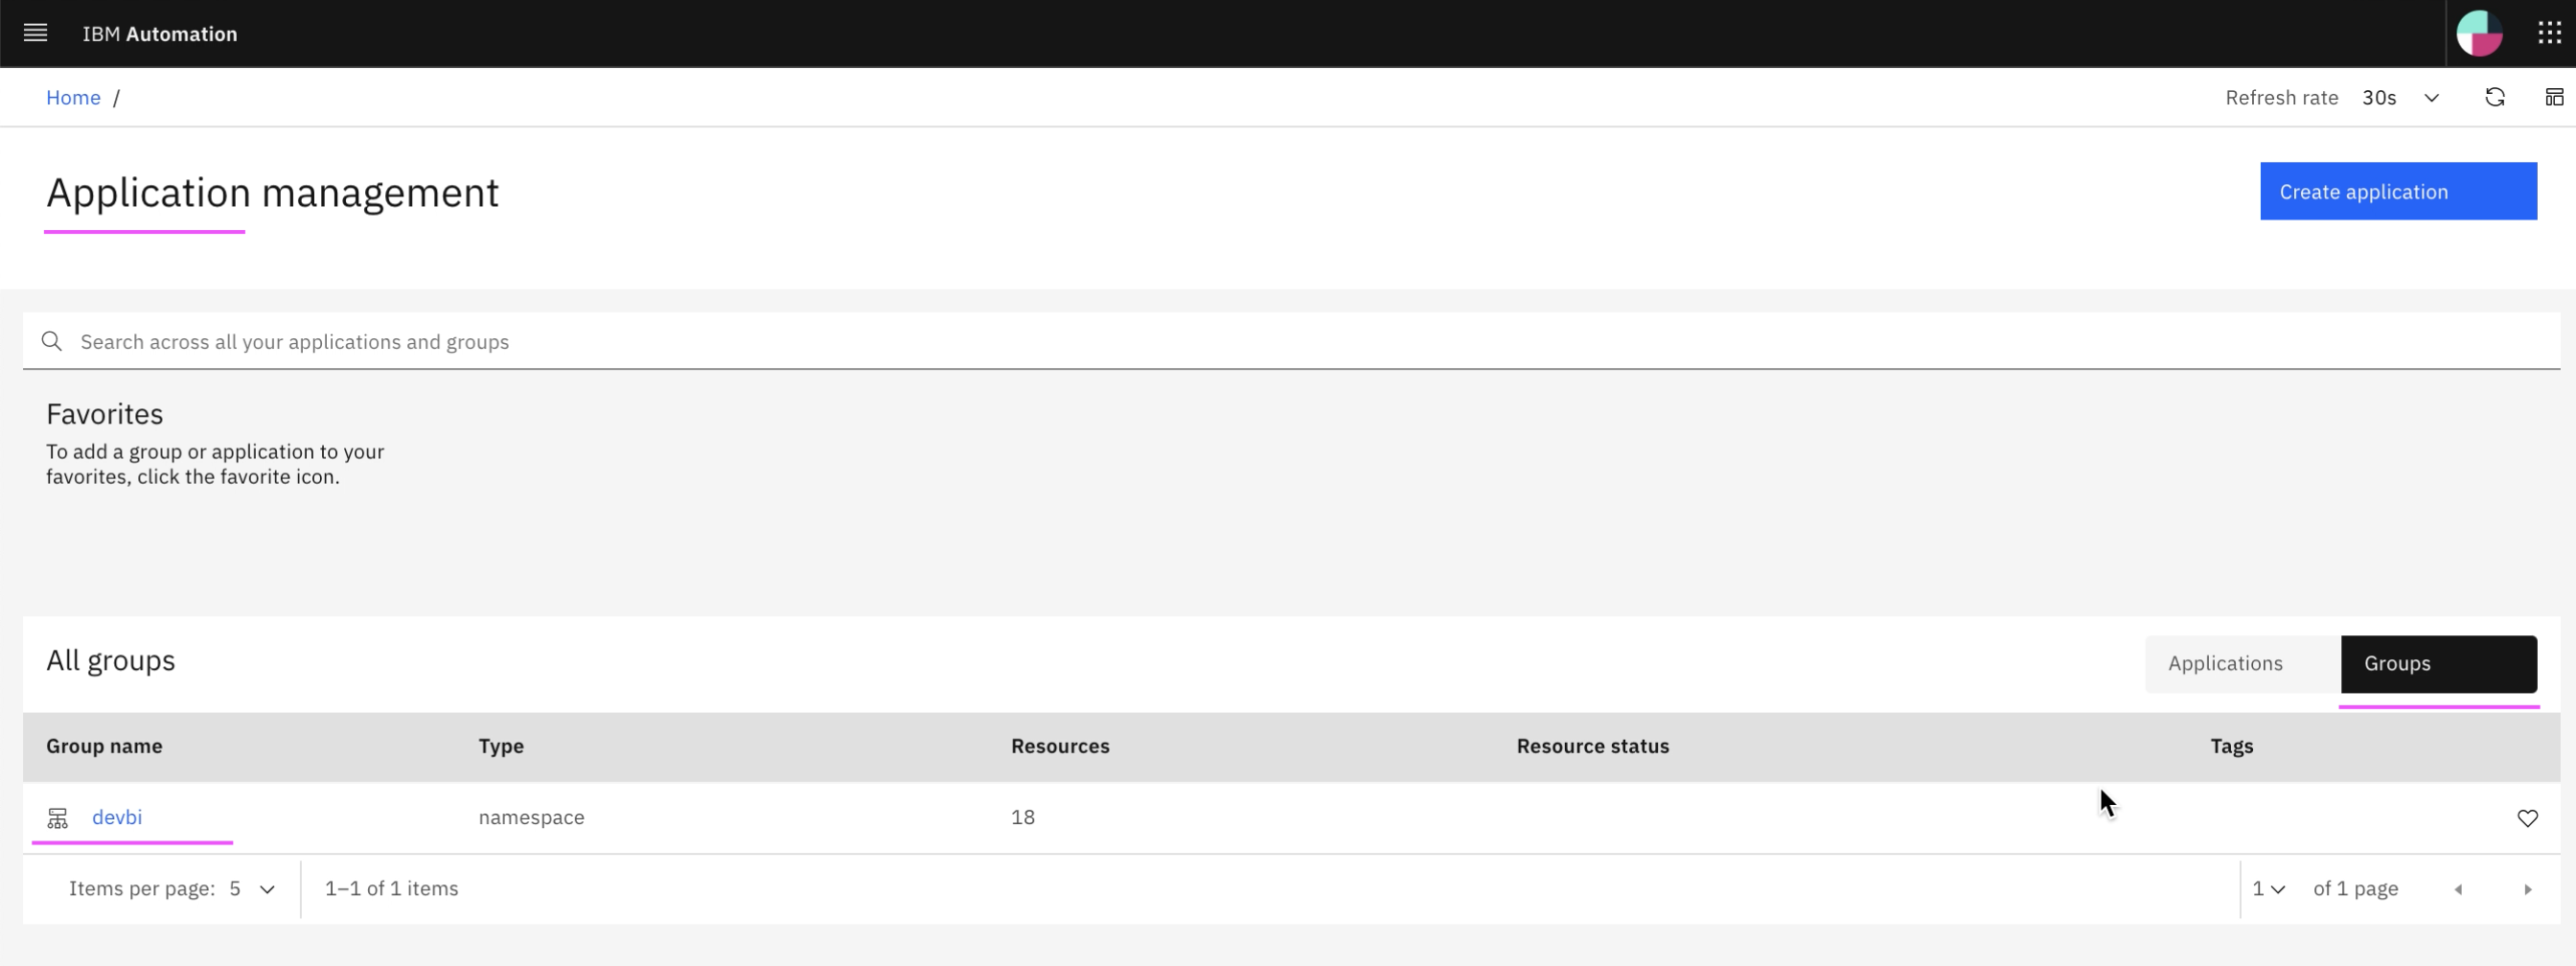 IBM Automation
Home /
Refresh rate 30s
Application management
Create application
Search across all your applications and groups
Favorites
To add a group or application to your
favorites, click the favorite icon.
All groups
Applications
Groups
Group name Type Resources Resource status Tags
devbi namespace 18
Items per page: 5 1–1 of 1 items 1 of 1 page